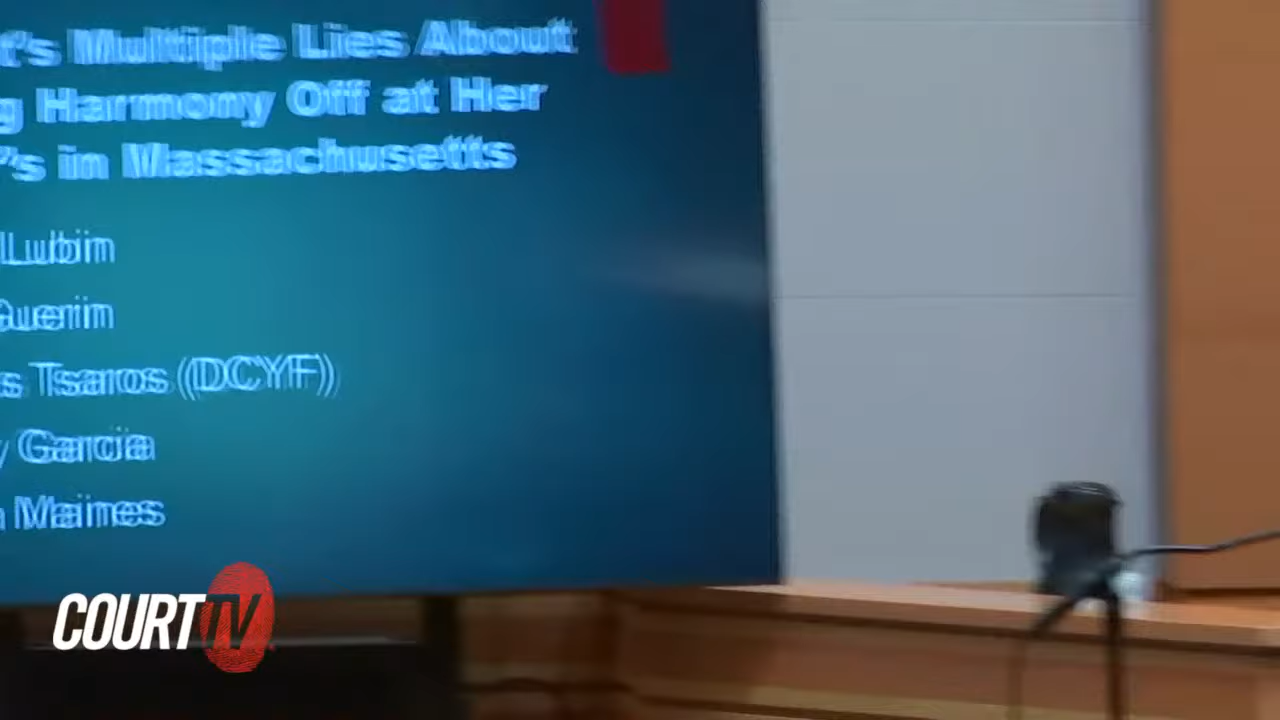 t's Multiple Lies About
g Harmony Off at Her
"s in Massachusetts
Lubin
Guerin
s Tsaros (DCYF)
y Garcia
n Maines
COURT TV